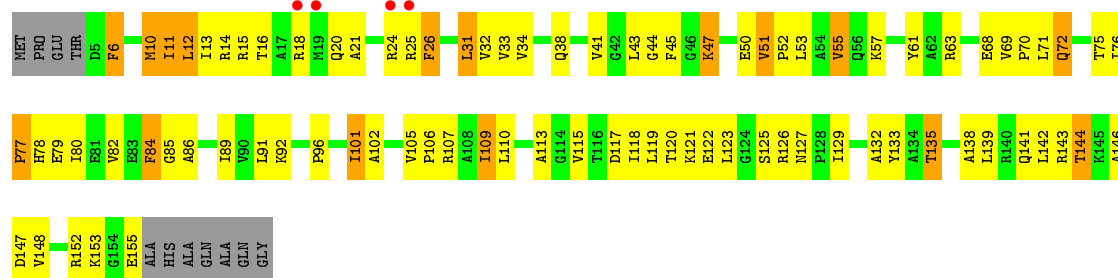 MET PRO GLU THR D5 F6 M10 I11 L12 I13 R14 R15 T16 A17 R18 M19 Q20 A21 R24 R25 F26 L31 V32 V33 V34 Q38 V41 G42 L43 G44 F45 G46 K47 E50 V51 P52 L53 A54 V55 Q56 K57 Y61 A62 R63 E68 V69 P70 L71 Q72 T75 I76
P77 H78 E79 I80 E81 V82 E83 F84 G85 A86 I89 V90 L91 K92 P96 I101 A102 V105 P106 R107 A108 I109 L110 A113 G114 V115 T116 D117 I118 L119 T120 K121 E122 L123 G124 S125 R126 N127 P128 I129 A132 Y133 A134 T135 A138 L139 R140 Q141 L142 R143 T144 K145 A146
D147 V148 R152 K153 G154 E155 ALA HIS ALA GLN ALA GLN GLY